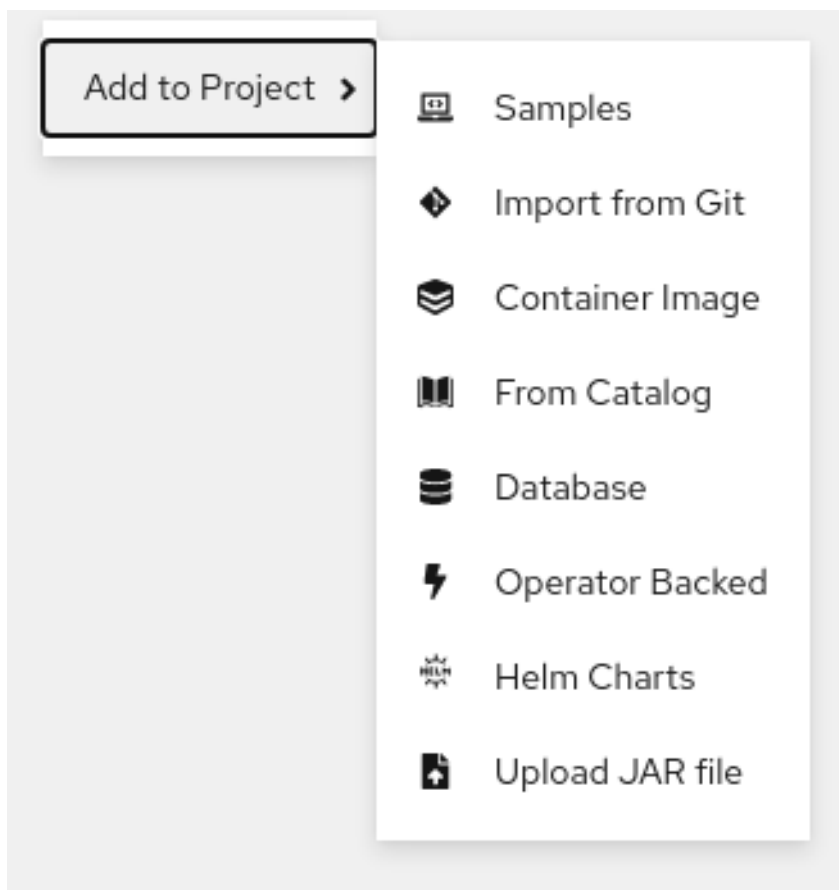 Add to Project
Samples
Import from Git
Container Image
From Catalog
Database
Operator Backed
HELM
Helm Charts
Upload JAR file